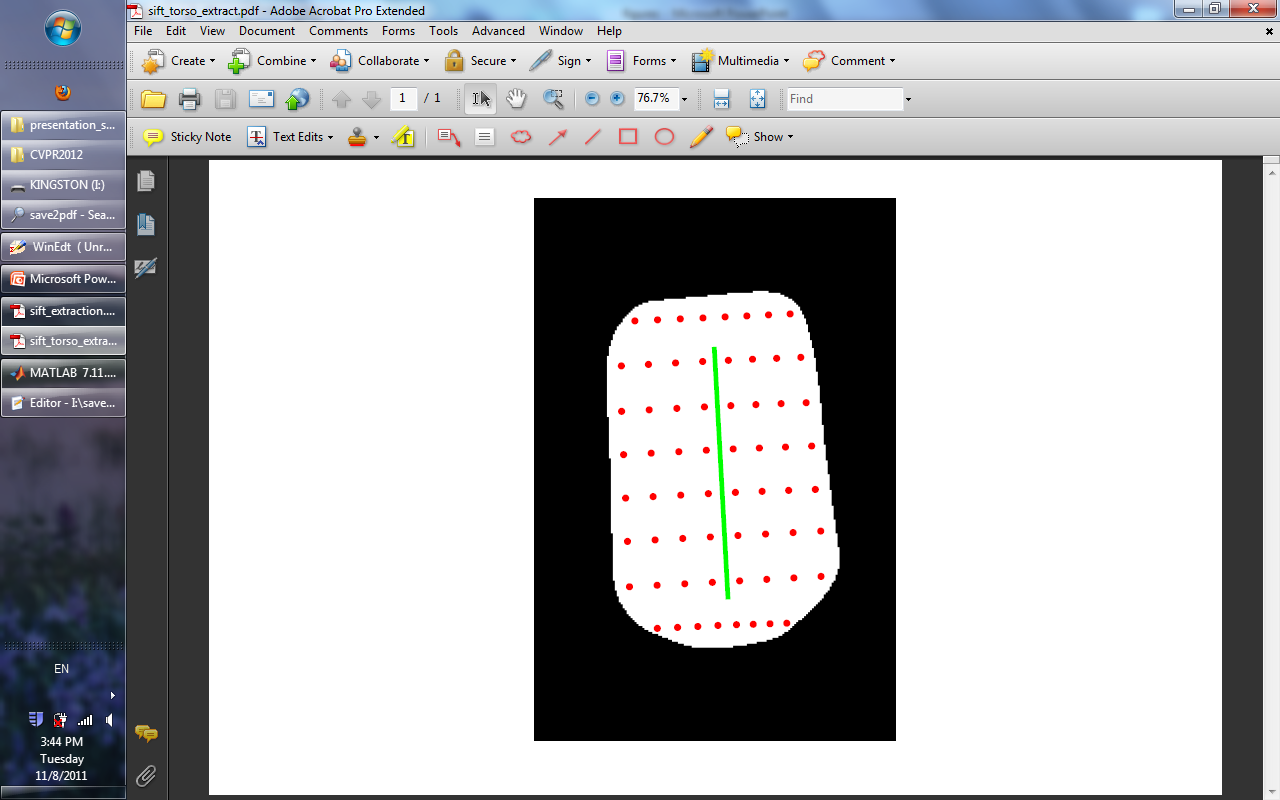 sift_torso_extract.pdf - Adobe Acrobat Pro Extended
File Edit View Document Comments Forms Tools Advanced Window Help
Create Combine Collaborate Secure Sign Forms Multimedia Comment
1 / 1 76.7% Find
Sticky Note Text Edits Show
presentation_s...
CVPR2012
KINGSTON (I:)
save2pdf - Sea...
WinEdt ( Unr...
Microsoft Pow...
sift_extraction....
sift_torso_extra...
MATLAB 7.11....
Editor - I:\save...
EN
3:44 PM
Tuesday
11/8/2011